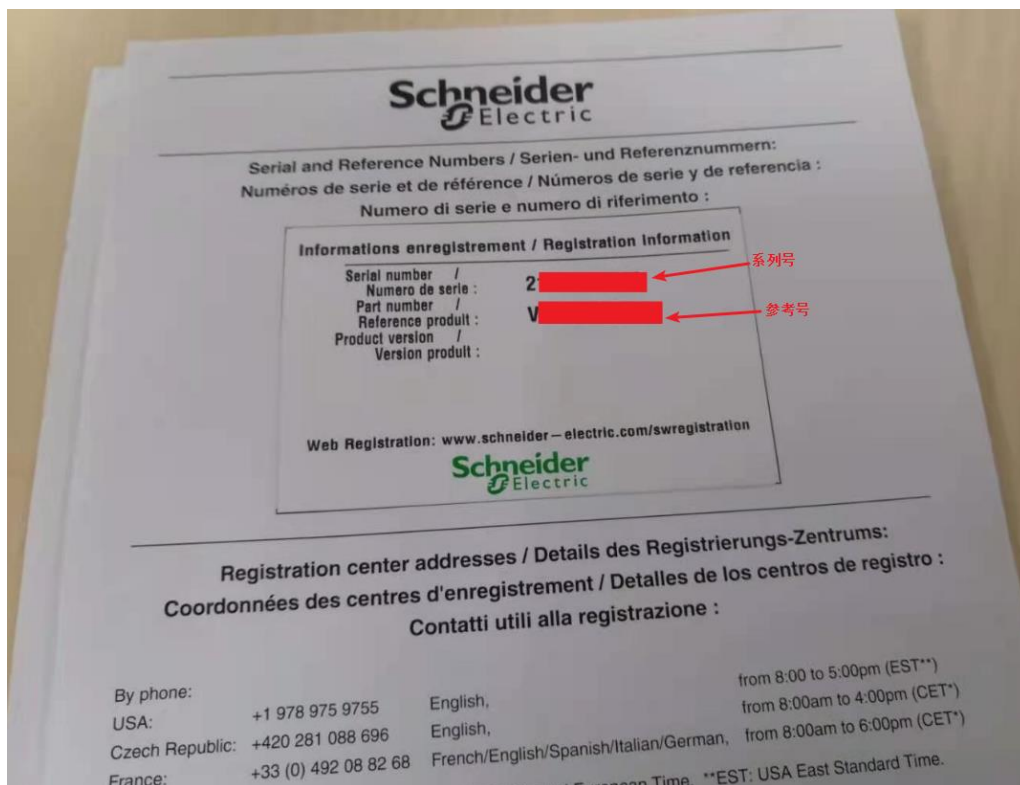 Schneider
Electric
Serial and Reference Numbers / Serien- und Referenznummern:
Numéros de serie et de référence / Números de serie y de referencia :
Numero di serie e numero di riferimento :
Informations enregistrement / Registration Information
Serial number /
Numero de serie : 2
系列号
Part number /
Reference produit : V
参考号
Product version /
Version produit :
Web Registration: www.schneider-electric.com/swregistration
Schneider
Electric
Registration center addresses / Details des Registrierungs-Zentrums:
Coordonnées des centres d'enregistrement / Detalles de los centros de registro :
Contatti utili alla registrazione :
By phone:
USA: +1 978 975 9755 English, from 8:00 to 5:00pm (EST**)
Czech Republic: +420 281 088 696 English, from 8:00am to 4:00pm (CET*)
France: +33 (0) 492 08 82 68 French/English/Spanish/Italian/German, from 8:00am to 6:00pm (CET*)
European Time. **EST: USA East Standard Time.